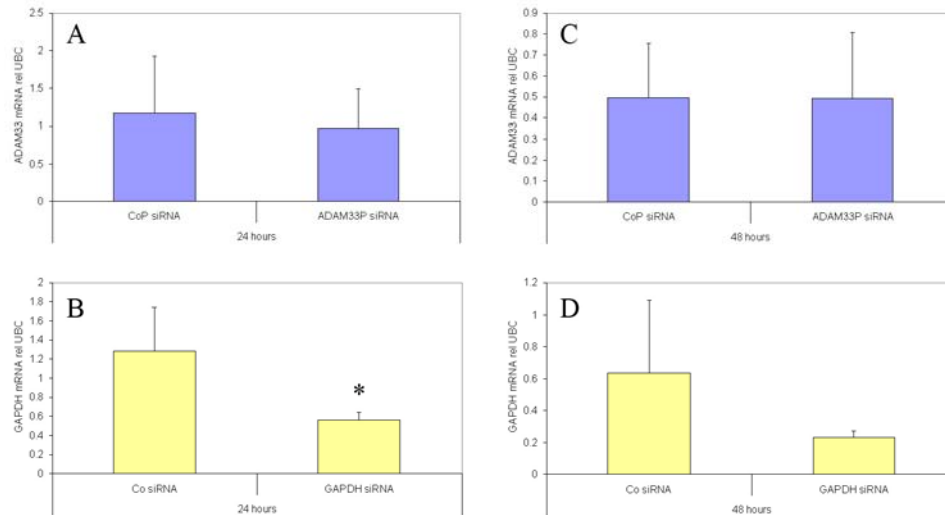 A
ADAM33 mRNA rel UBC
2.5
2
1.5
1
0.5
0
CoP siRNA ADAM33P siRNA
24 hours
C
ADAM33 mRNA rel UBC
0.9
0.8
0.7
0.6
0.5
0.4
0.3
0.2
0.1
0
CoP siRNA ADAM33P siRNA
48 hours
B
GAPDH mRNA rel UBC
2
1.8
1.6
1.4
1.2
1
0.8
0.6
0.4
0.2
0
*
Co siRNA GAPDH siRNA
24 hours
D
GAPDH mRNA rel UBC
1.2
1
0.8
0.6
0.4
0.2
0
Co siRNA GAPDH siRNA
48 hours